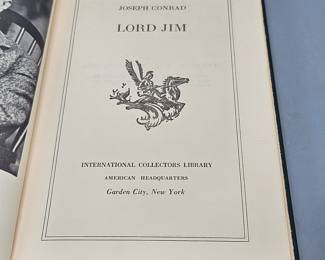 JOSEPH CONRAD
LORD JIM
INTERNATIONAL COLLECTORS LIBRARY
AMERICAN HEADQUARTERS
Garden City, New York